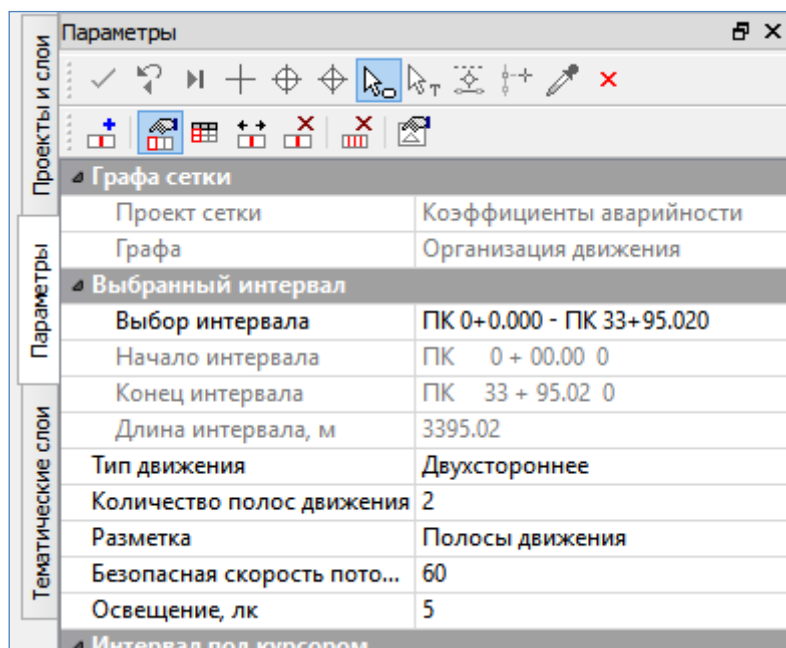 Параметры
Проекты и слои
Параметры
Тематические слои
Графа сетки
Проект сетки Коэффициенты аварийности
Графа Организация движения
Выбранный интервал
Выбор интервала ПК 0+0.000 - ПК 33+95.020
Начало интервала ПК 0 + 00.00 0
Конец интервала ПК 33 + 95.02 0
Длина интервала, м 3395.02
Тип движения Двухстороннее
Количество полос движения 2
Разметка Полосы движения
Безопасная скорость пото... 60
Освещение, лк 5
Интервал под курсором